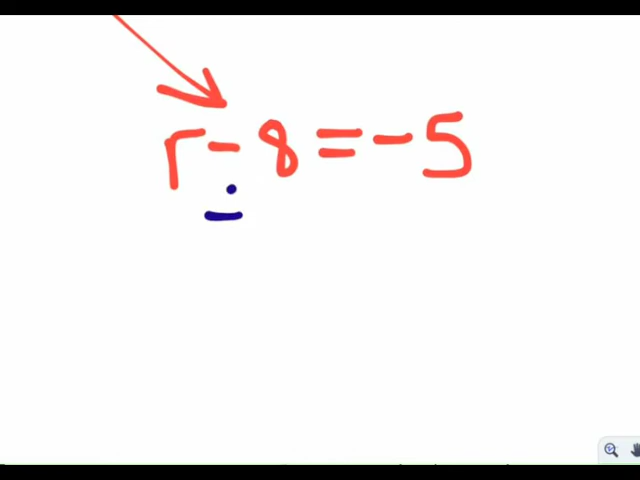 r - 8 = - 5